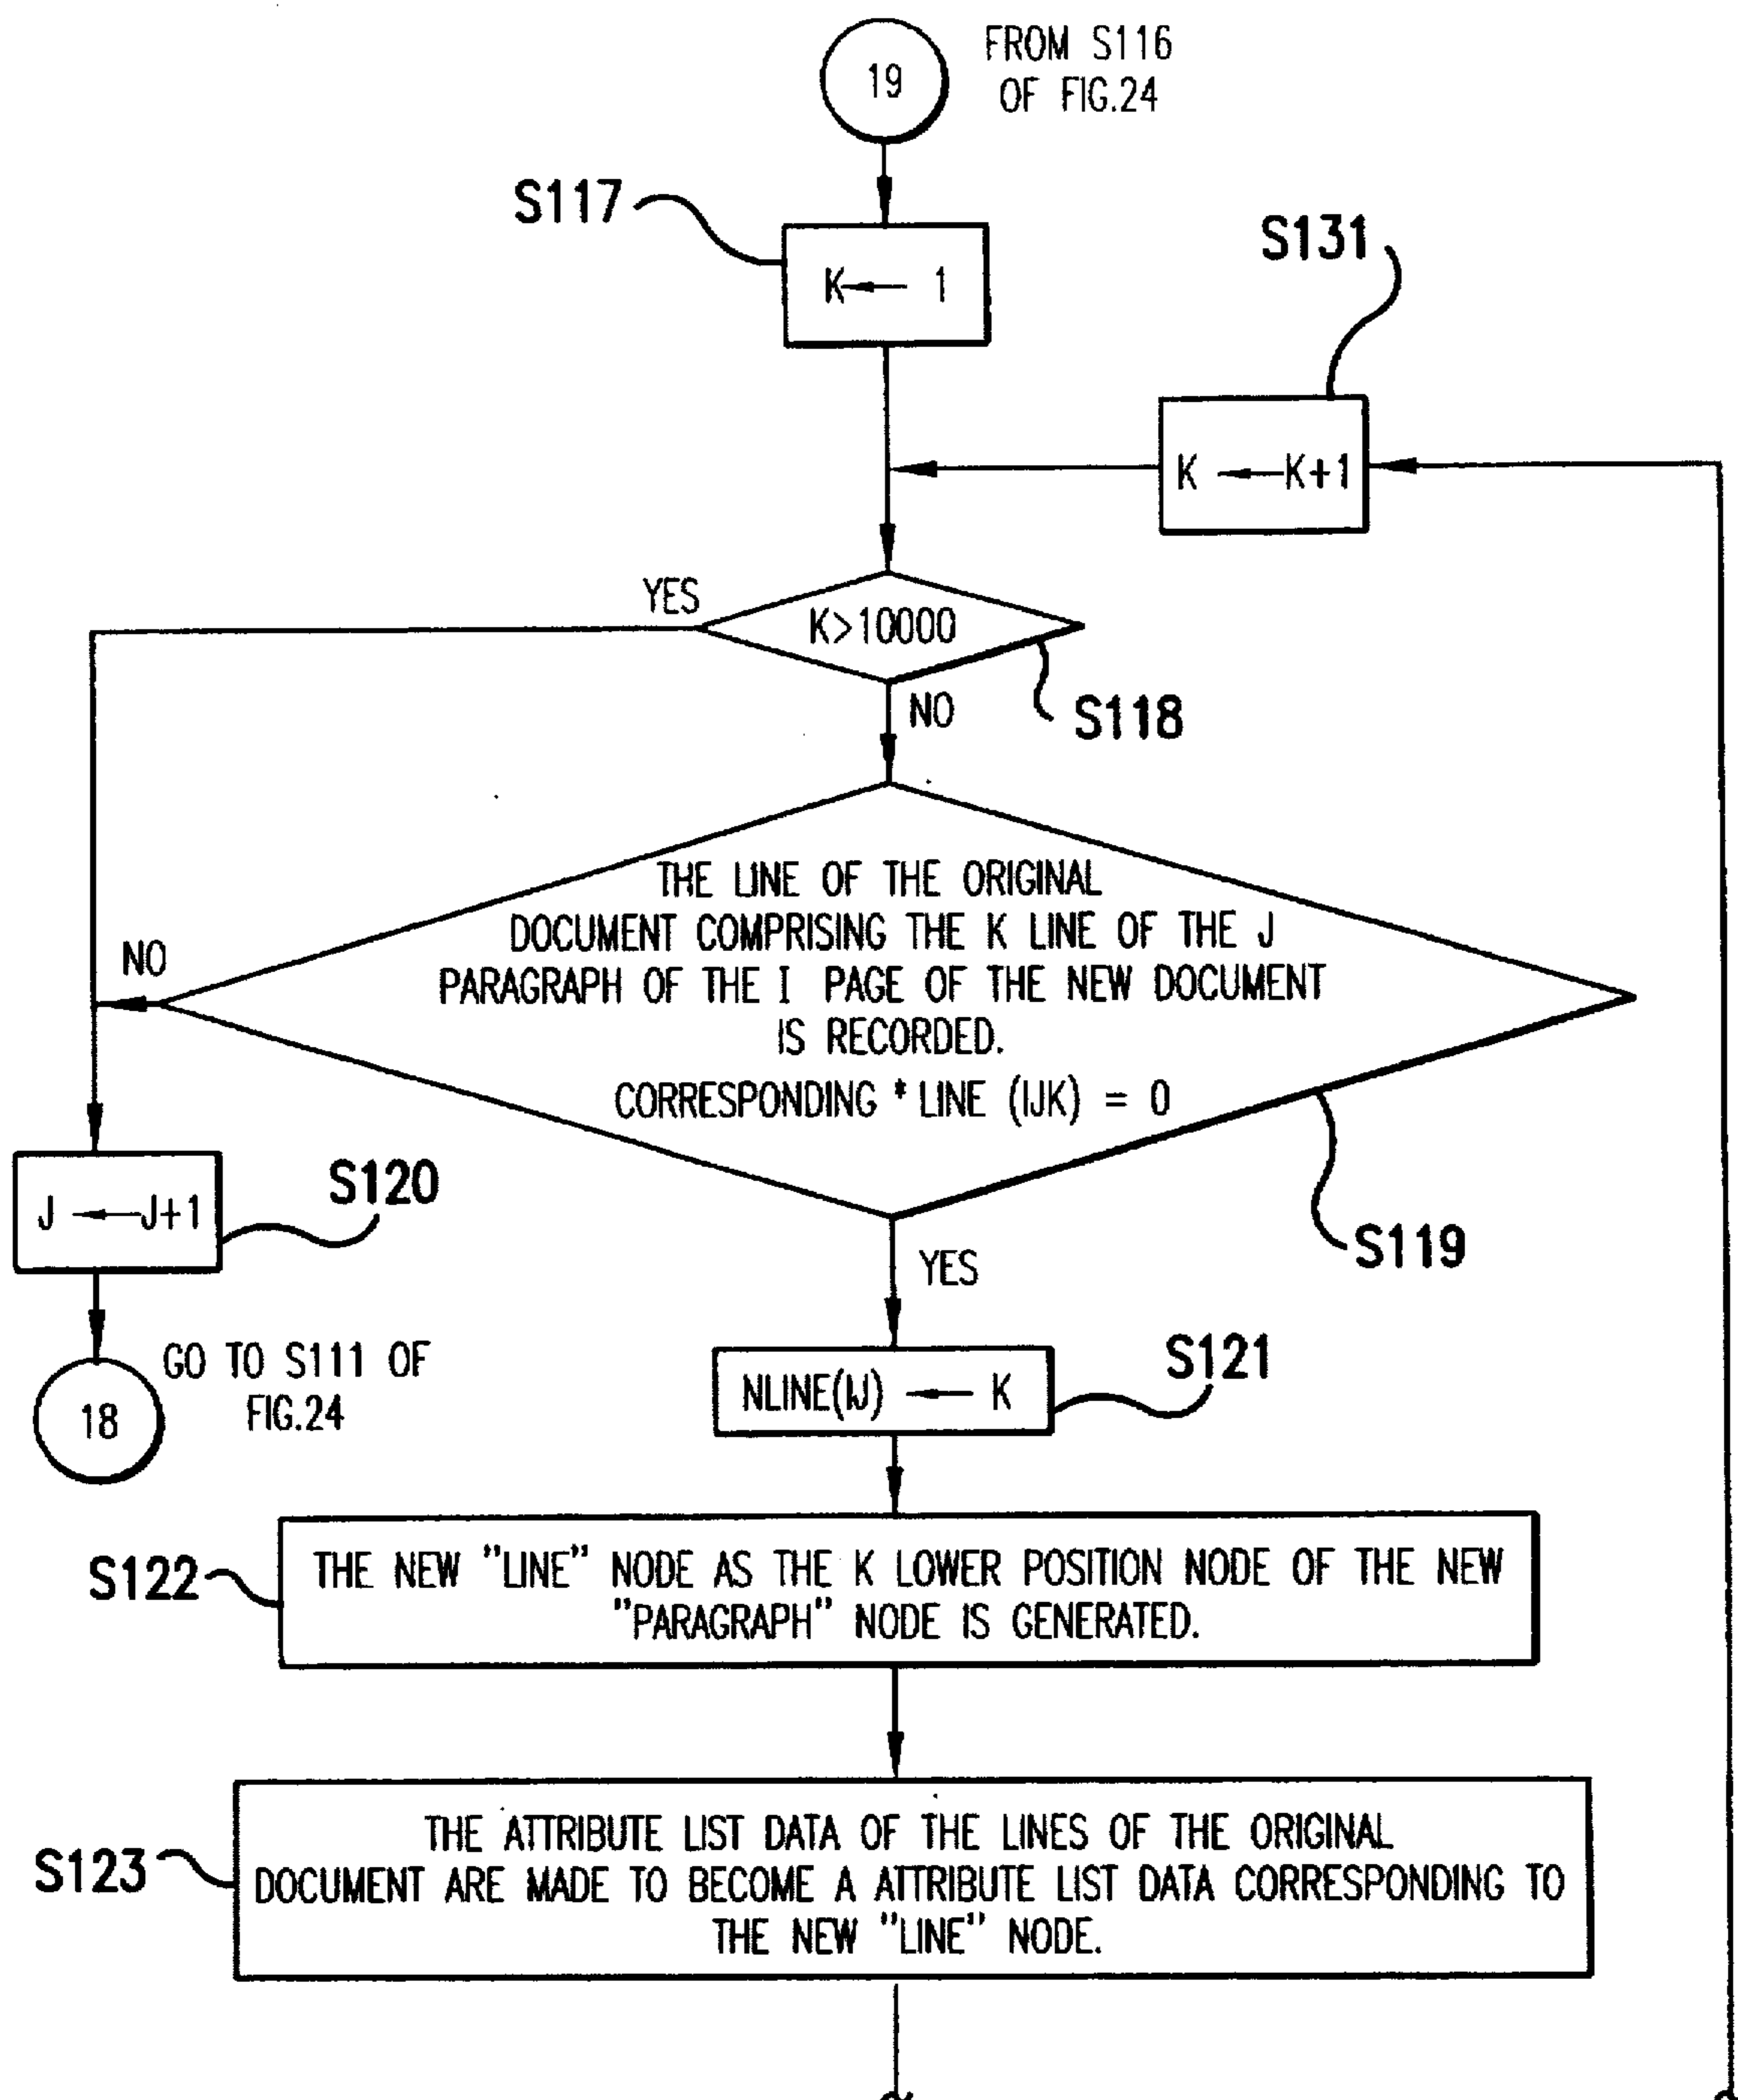 19
FROM S116
OF FIG.24
S117
K← 1
S131
K ←K+1
YES
K>10000
NO
S118
THE LINE OF THE ORIGINAL
DOCUMENT COMPRISING THE K LINE OF THE J
PARAGRAPH OF THE I PAGE OF THE NEW DOCUMENT
IS RECORDED.
CORRESPONDING * LINE (IJK) = 0
NO
J ←J+1
S120
S119
YES
GO TO S111 OF
FIG.24
18
NLINE(IJ) ← K
S121
S122
THE NEW "LINE" NODE AS THE K LOWER POSITION NODE OF THE NEW
"PARAGRAPH" NODE IS GENERATED.
S123
THE ATTRIBUTE LIST DATA OF THE LINES OF THE ORIGINAL
DOCUMENT ARE MADE TO BECOME A ATTRIBUTE LIST DATA CORRESPONDING TO
THE NEW "LINE" NODE.